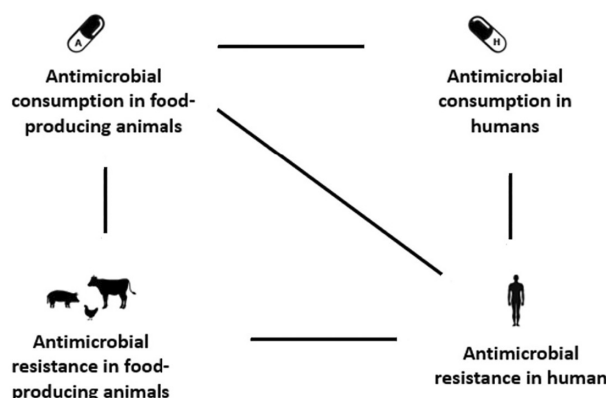 A
Antimicrobial
consumption in food-
producing animals
H
Antimicrobial
consumption in
humans
Antimicrobial
resistance in food-
producing animals
Antimicrobial
resistance in human